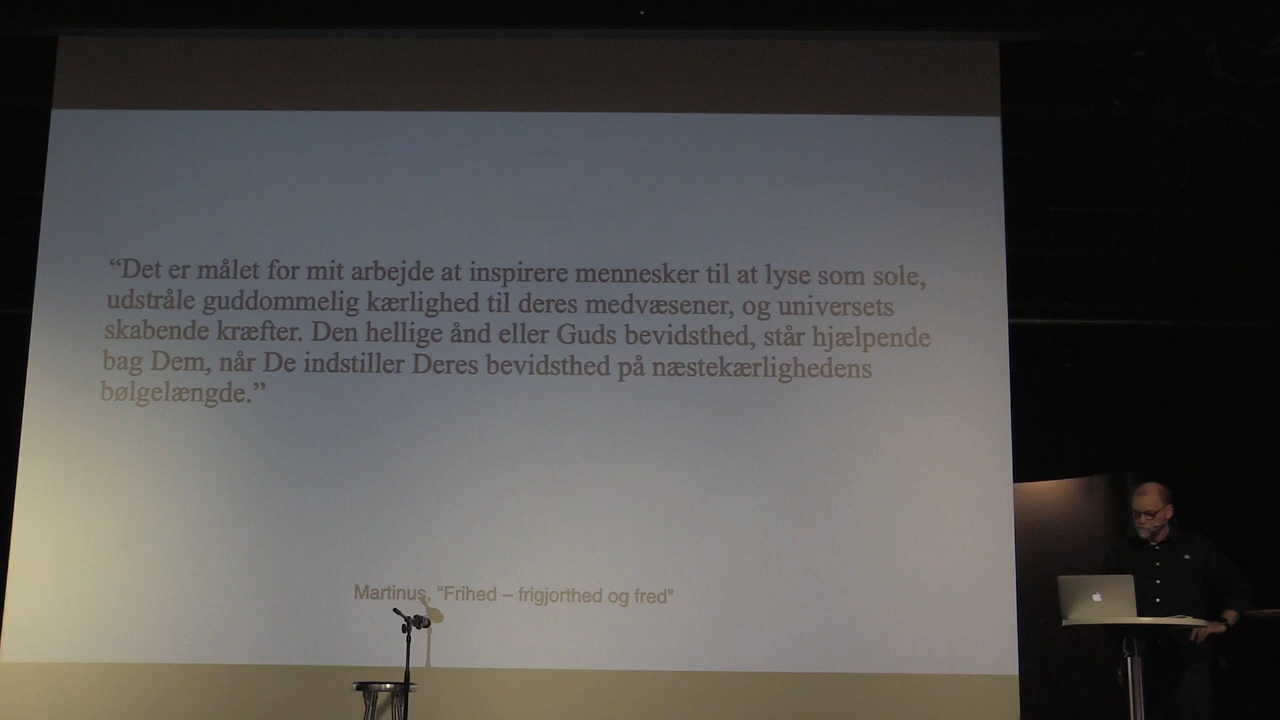 “Det er målet for mit arbejde at inspirere mennesker til at lyse som sole,
udstråle guddommelig kærlighed til deres medvæsener, og universets
skabende kræfter. Den hellige ånd eller Guds bevidsthed, står hjælpende
bag Dem, når De indstiller Deres bevidsthed på næstekærlighedens
bølgelængde.”
Martinus, “Frihed – frigjorthed og fred”